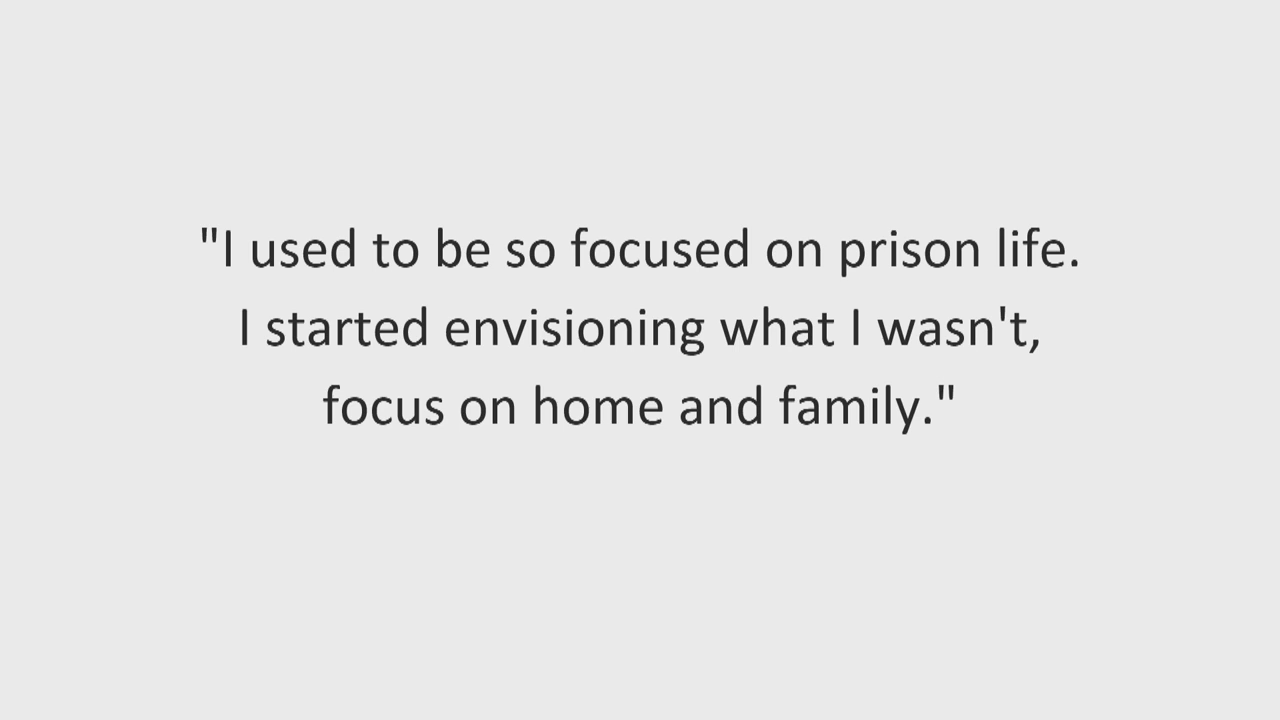 "I used to be so focused on prison life.
I started envisioning what I wasn't,
focus on home and family."